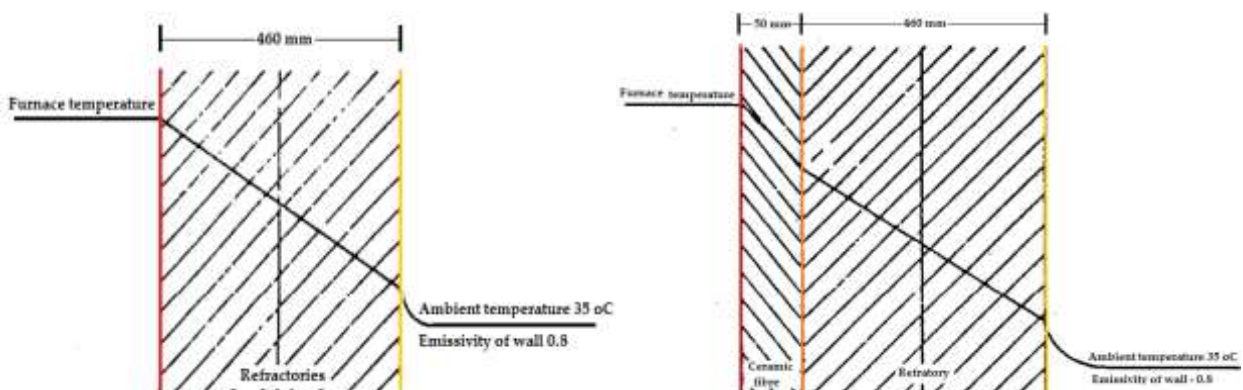 460 mm
Furnace temperature
Ambient temperature 35 oC
Emissivity of wall 0.8
Refractories
50 mm
460 mm
Furnace temperature
Ceramic
fibre
Refratory
Ambient temperature 35 oC
Emissivity of wall - 0.8